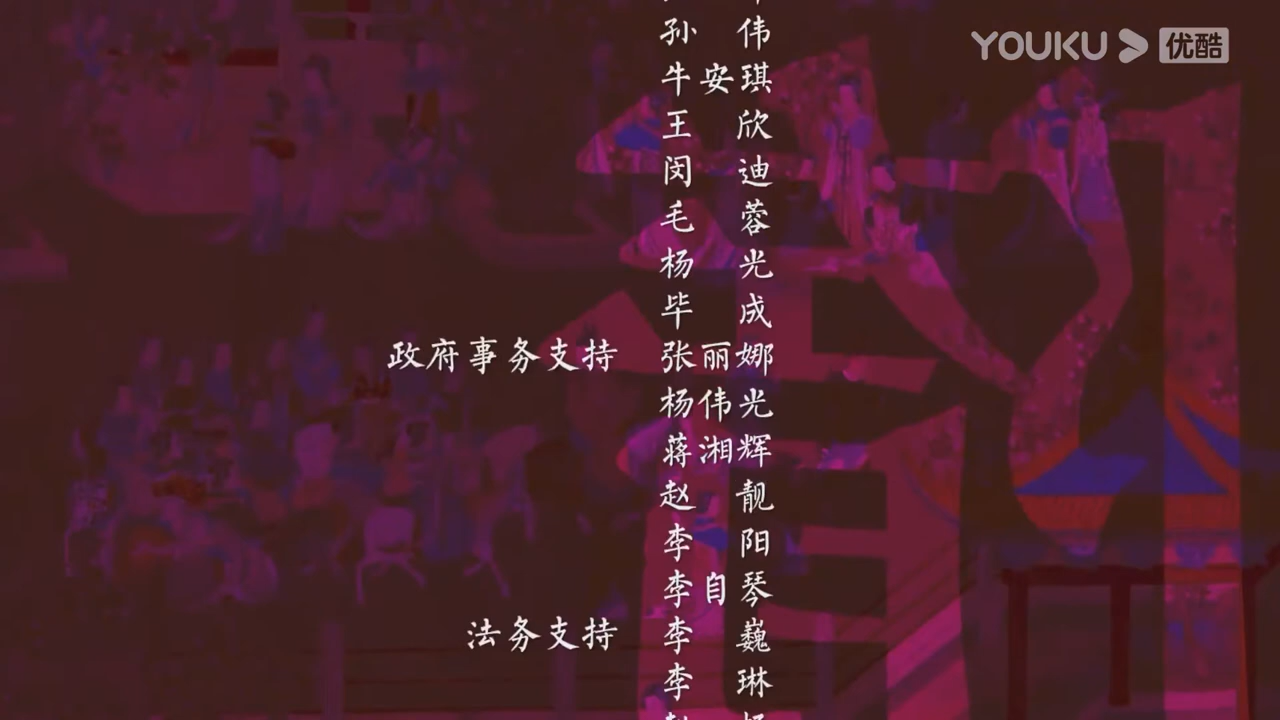 YOUKU 优酷
孙 伟
牛安琪
王 欣
闵 迪
毛 蓉
杨 光
毕 成
政府事务支持 张丽娜
杨伟光
蒋湘辉
赵 靓
李 阳
李自琴
法务支持 李 巍
李 琳